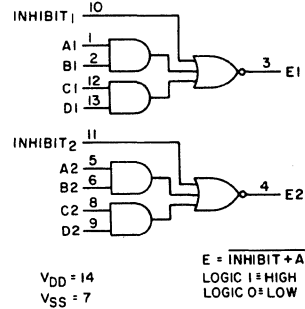 INHIBIT1 10
A1 1
B1 2
C1 12
D1 13
3 E1
INHIBIT2 11
A2 5
B2 6
C2 8
D2 9
4 E2
VDD = 14
VSS = 7
E = INHIBIT + A
LOGIC 1 ≡ HIGH
LOGIC 0 ≡ LOW